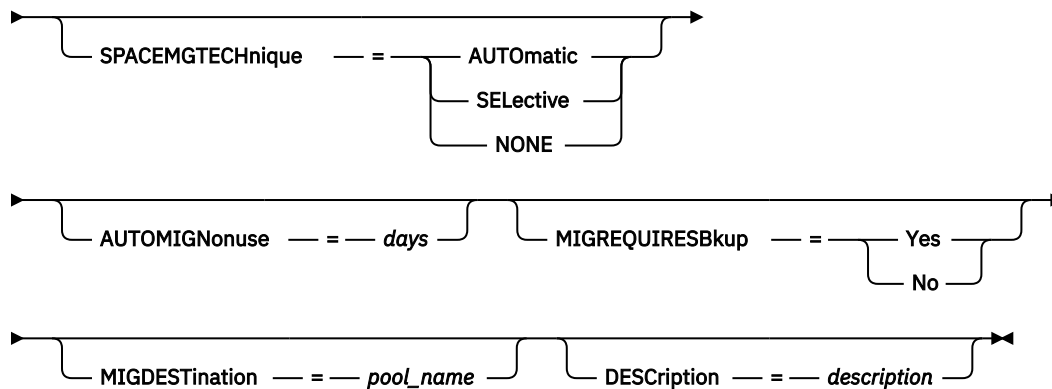 SPACEMGTECHnique = AUTOmatic
SELective
NONE
AUTOMIGNonuse = days MIGREQUIRESBkup = Yes
No
MIGDESTination = pool_name DESCription = description